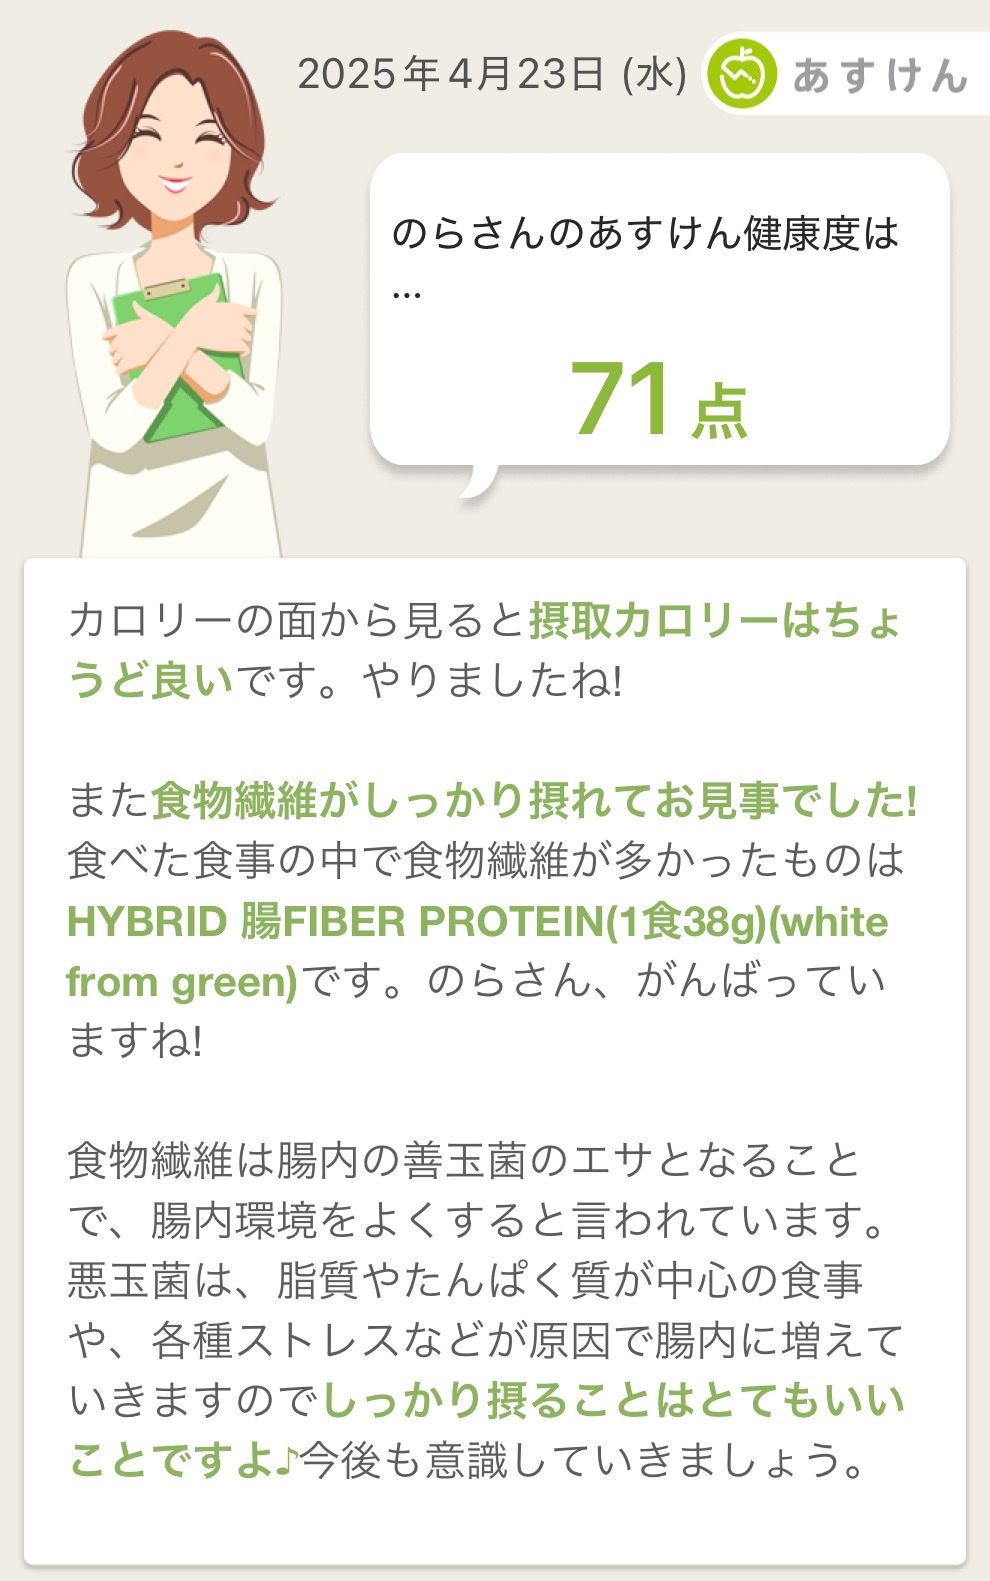 2025年4月23日 (水)
あすけん
のらさんのあすけん健康度は
...
71点
カロリーの面から見ると摂取カロリーはちょ
うど良いです。やりましたね!
また食物繊維がしっかり摂れてお見事でした!
食べた食事の中で食物繊維が多かったものは
HYBRID 腸FIBER PROTEIN(1食38g)(white
from green)です。のらさん、がんばってい
ますね!
食物繊維は腸内の善玉菌のエサとなること
で、腸内環境をよくすると言われています。
悪玉菌は、脂質やたんぱく質が中心の食事
や、各種ストレスなどが原因で腸内に増えて
いきますのでしっかり摂ることはとてもいい
ことですよ♪今後も意識していきましょう。